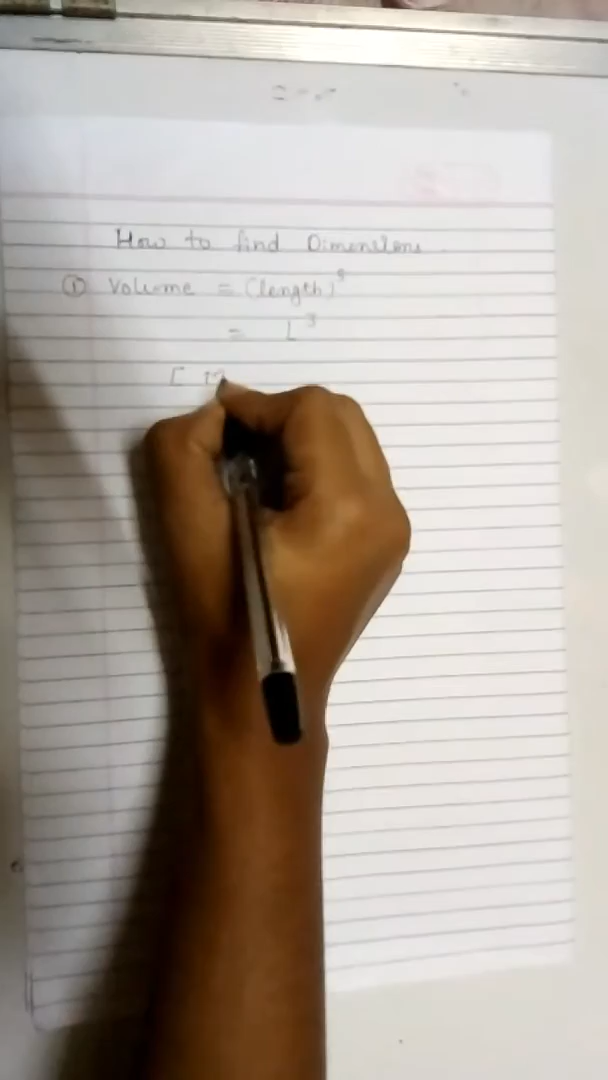 How to find Dimensions.
① Volume = (length)³
= L³
[ M